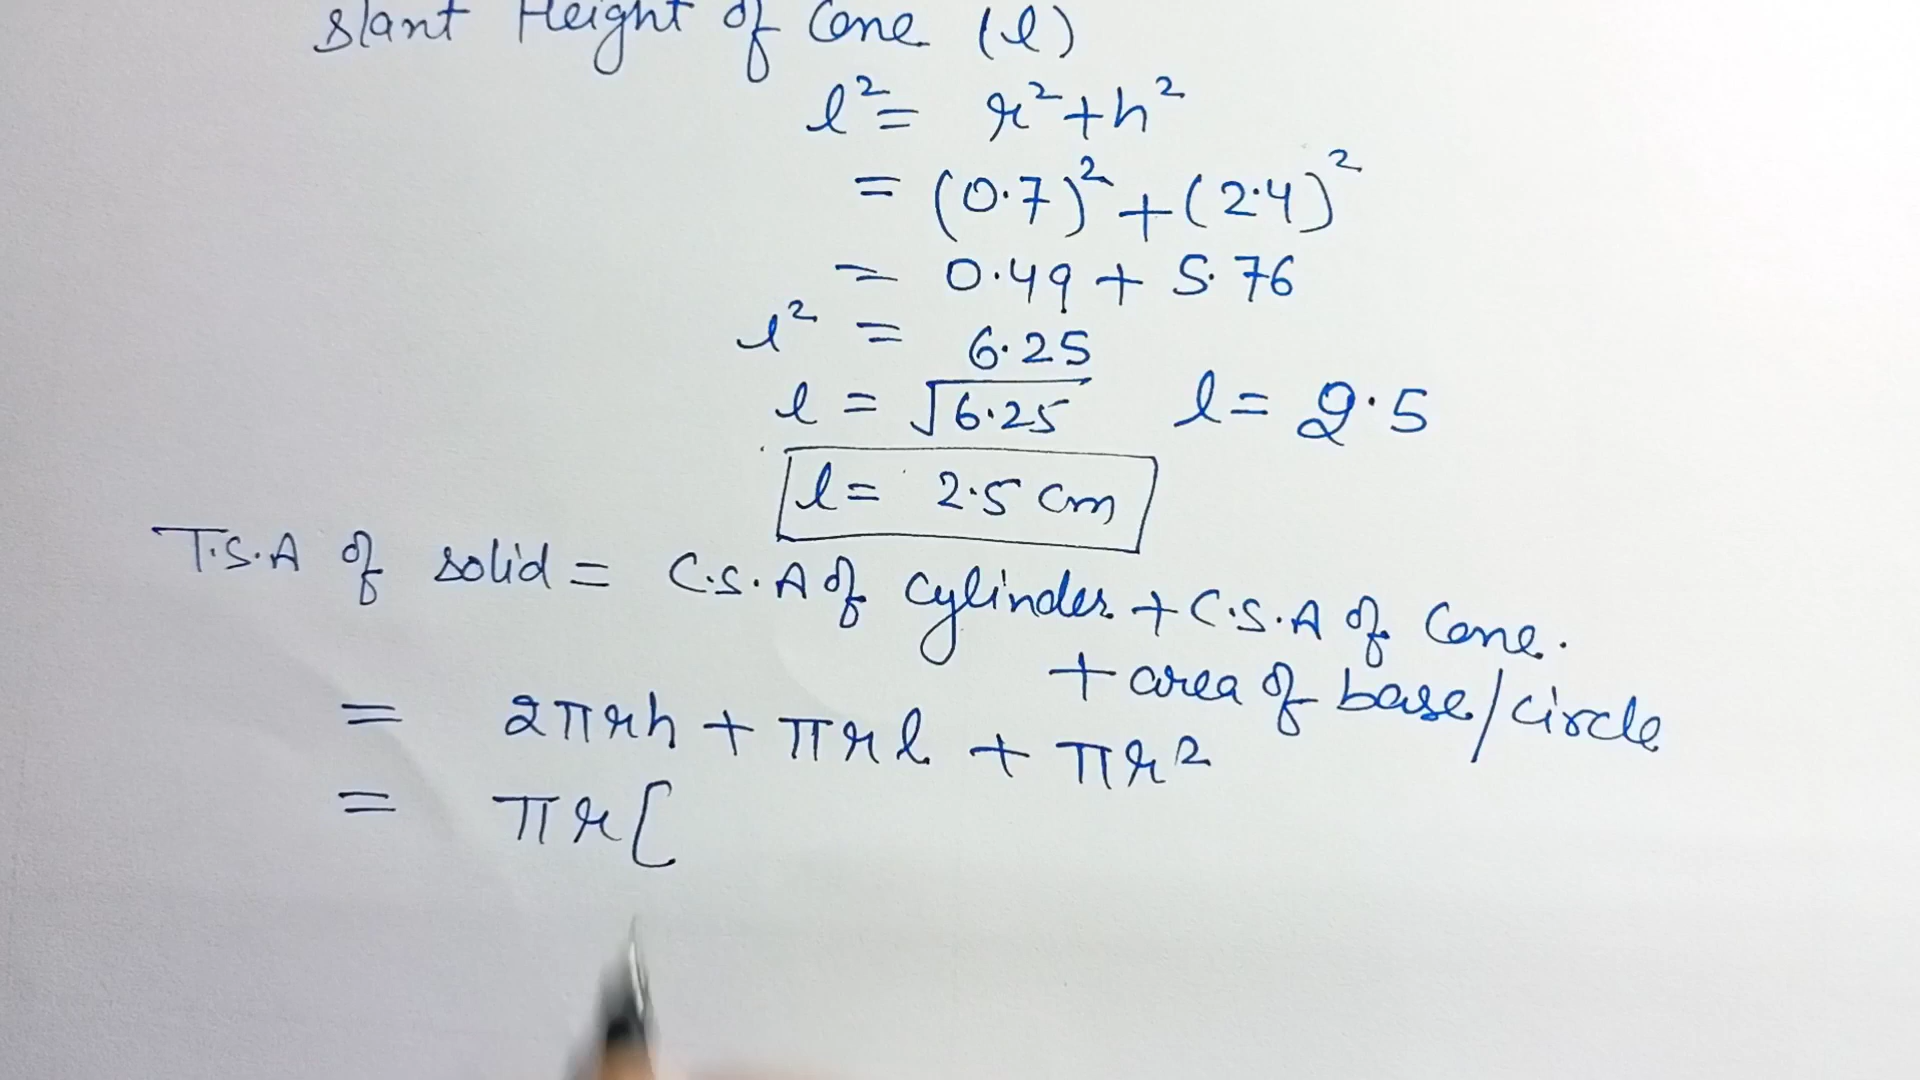 Slant Height of Cone (l)
l² = r² + h²
= (0.7)² + (2.4)²
= 0.49 + 5.76
l² = 6.25
l = √6.25 l = 2.5
l = 2.5 cm
T.S.A of solid = C.S.A of cylinder + C.S.A of Cone.
+ area of base/circle
= 2πrh + πrl + πr²
= πr[